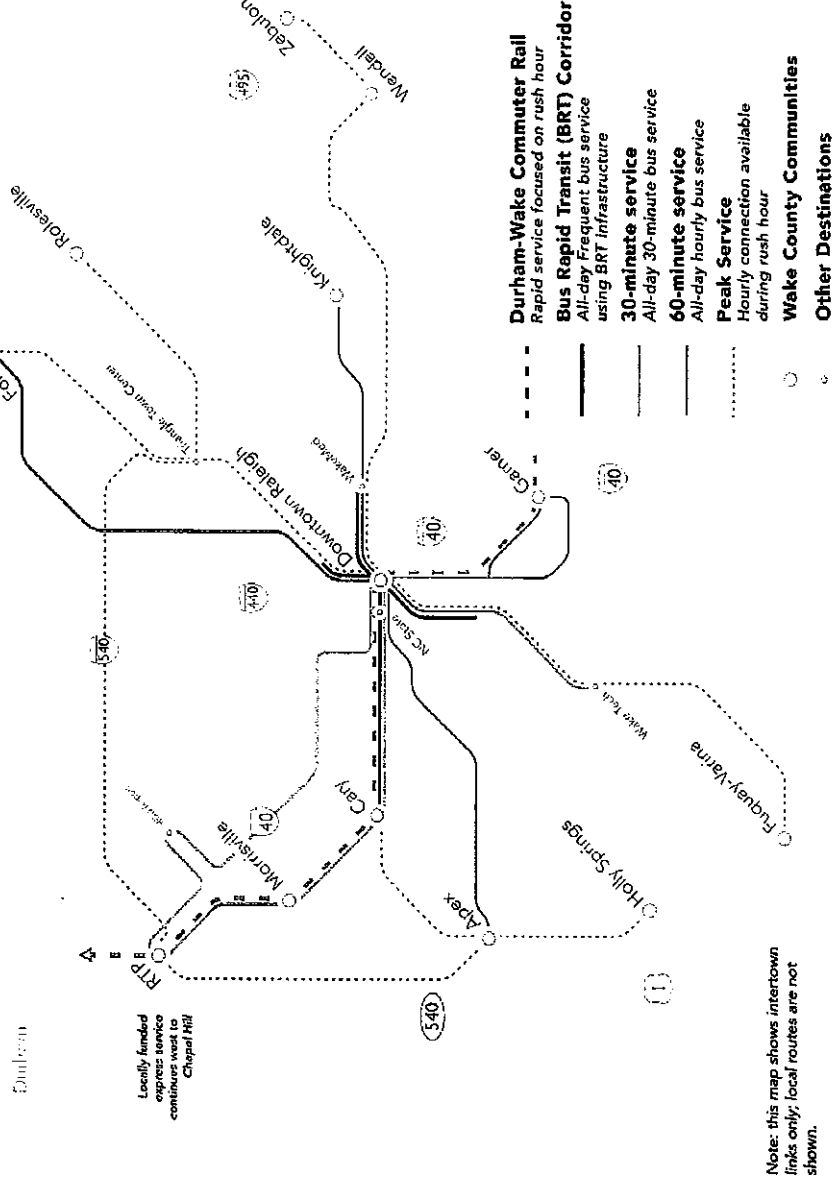 Durham
Locally funded
express service
continues west to
Chapel Hill
RTP
Morrisville
Cary
Apex
Holly Springs
Fuquay-Varina
Wake Tech
NC State
Downtown Raleigh
WakeMed
Garner
Knightdale
Wendell
Zebulon
Rolesville
Triangle Town Center
540
440
495
40
40
40
540
1
Durham-Wake Commuter Rail
Rapid service focused on rush hour
Bus Rapid Transit (BRT) Corridor
All-day Frequent bus service
using BRT infrastructure
30-minute service
All-day 30-minute bus service
60-minute service
All-day hourly bus service
Peak Service
Hourly connection available
during rush hour
Wake County Communities
Other Destinations
Note: this map shows intertown
links only; local routes are not
shown.